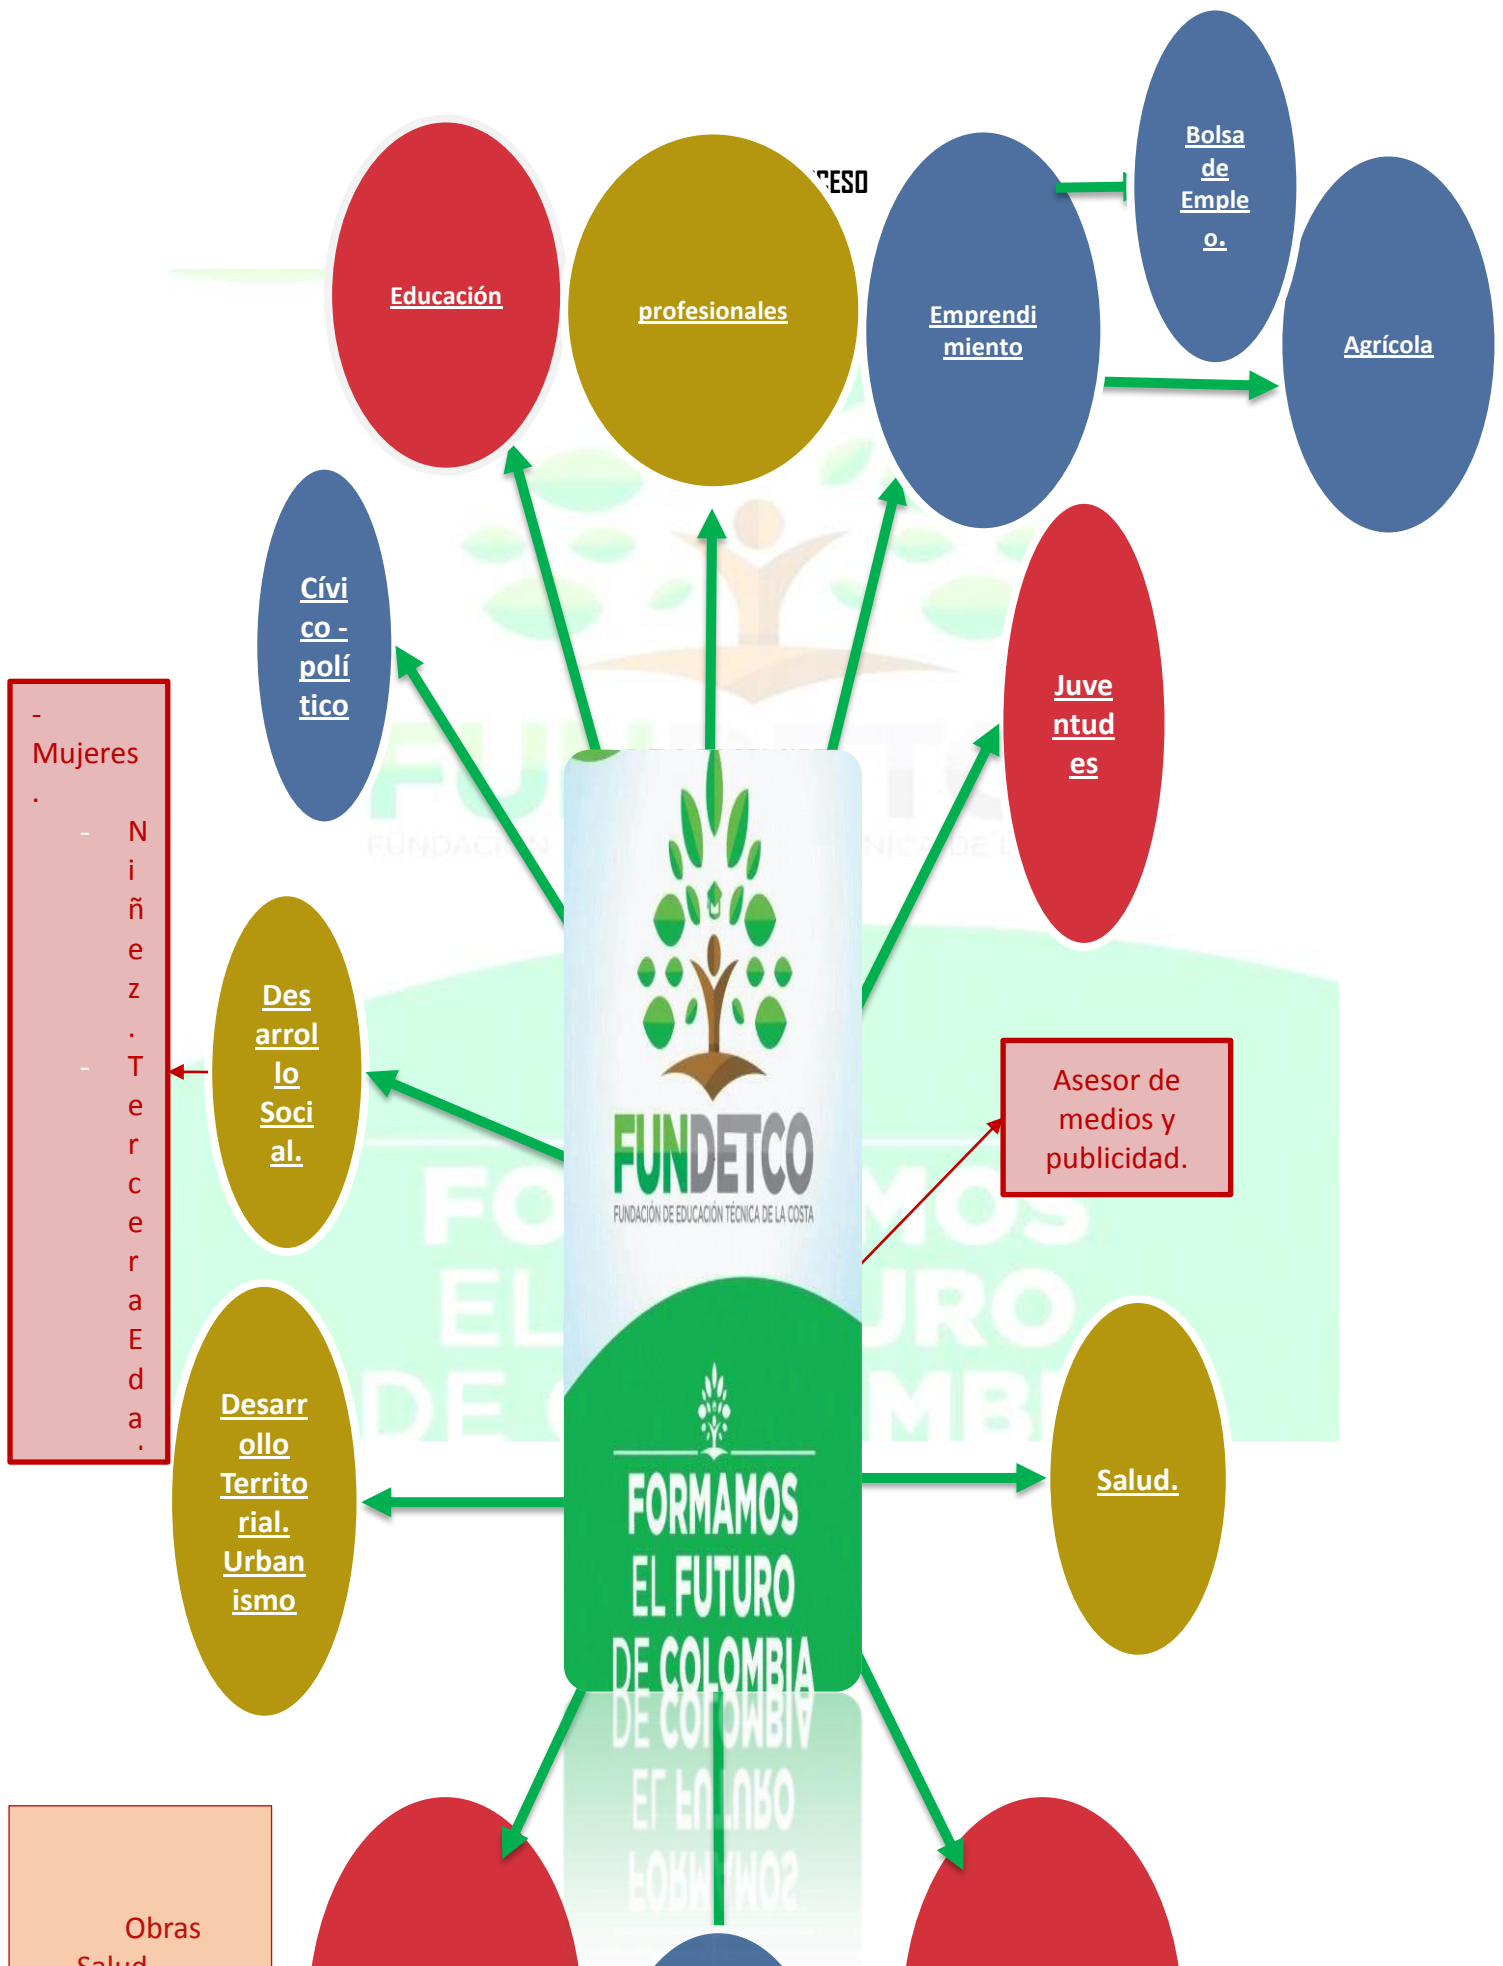 Bolsa
de
Emple
o.
Educación
profesionales
Emprendi
miento
Agrícola
Cívi
co -
polí
tico
Juve
ntud
es
-
Mujeres
.
- N
i
ñ
e
z
.
- T
e
r
c
e
r
a
E
d
a
Des
arrol
lo
Soci
al.
FUNDETCO
FUNDACIÓN DE EDUCACIÓN TÉCNICA DE LA COSTA
Asesor de
medios y
publicidad.
Desarr
ollo
Territo
rial.
Urban
ismo
FORMAMOS
EL FUTURO
DE COLOMBIA
Salud.
Obras
Salud